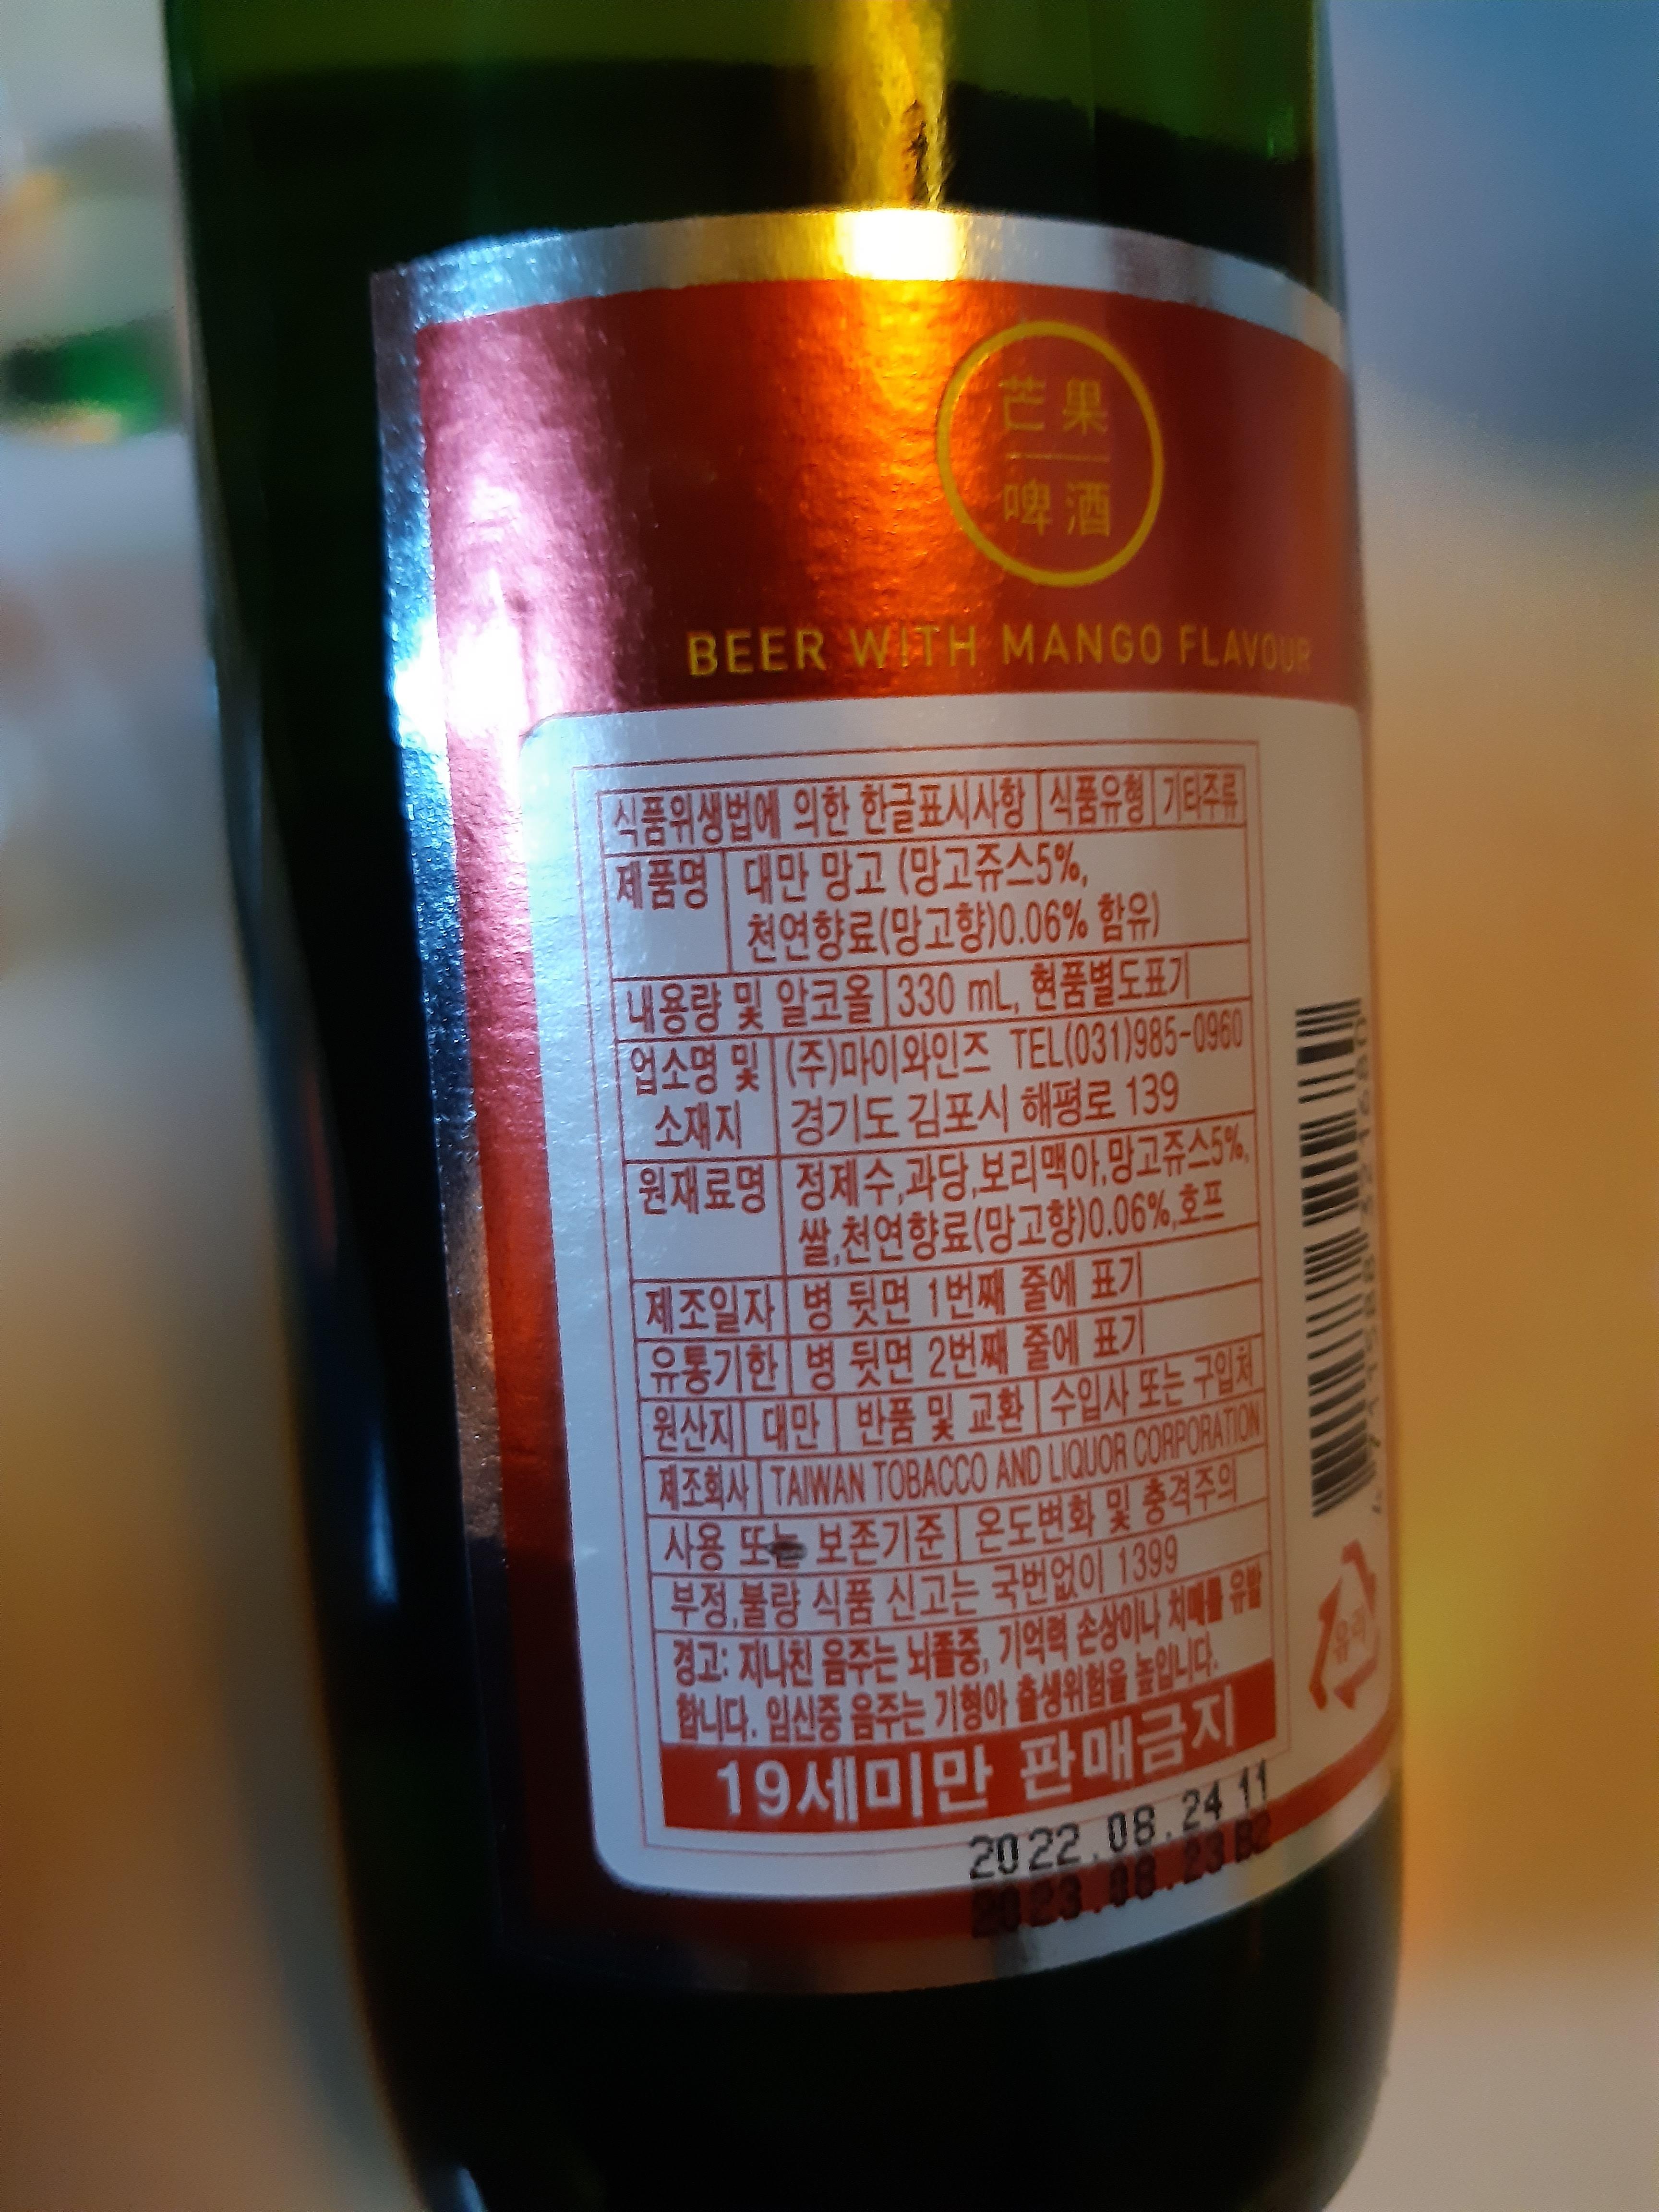 芒果
啤酒
BEER WITH MANGO FLAVOUR
식품위생법에 의한 한글표시사항 식품유형 기타주류
제품명 대만 망고 (망고쥬스5%,
천연향료(망고향)0.06% 함유)
내용량 및 알코올 330 mL, 현품별도표기
업소명 및 (주)마이와인즈 TEL(031)985-0960
소재지 경기도 김포시 해평로 139
원재료명 정제수,과당,보리맥아,망고쥬스5%,
쌀,천연향료(망고향)0.06%,호프
제조일자 병 뒷면 1번째 줄에 표기
유통기한 병 뒷면 2번째 줄에 표기
원산지 대만 반품 및 교환 수입사 또는 구입처
제조회사 TAIWAN TOBACCO AND LIQUOR CORPORATION
사용 또는 보존기준 온도변화 및 충격주의
부정,불량 식품 신고는 국번없이 1399
경고: 지나친 음주는 뇌졸중, 기억력 손상이나 치매를 유발
합니다. 임신중 음주는 기형아 출생위험을 높입니다.
19세미만 판매금지
2022.08.24 11
2023.08.23 B2
유리